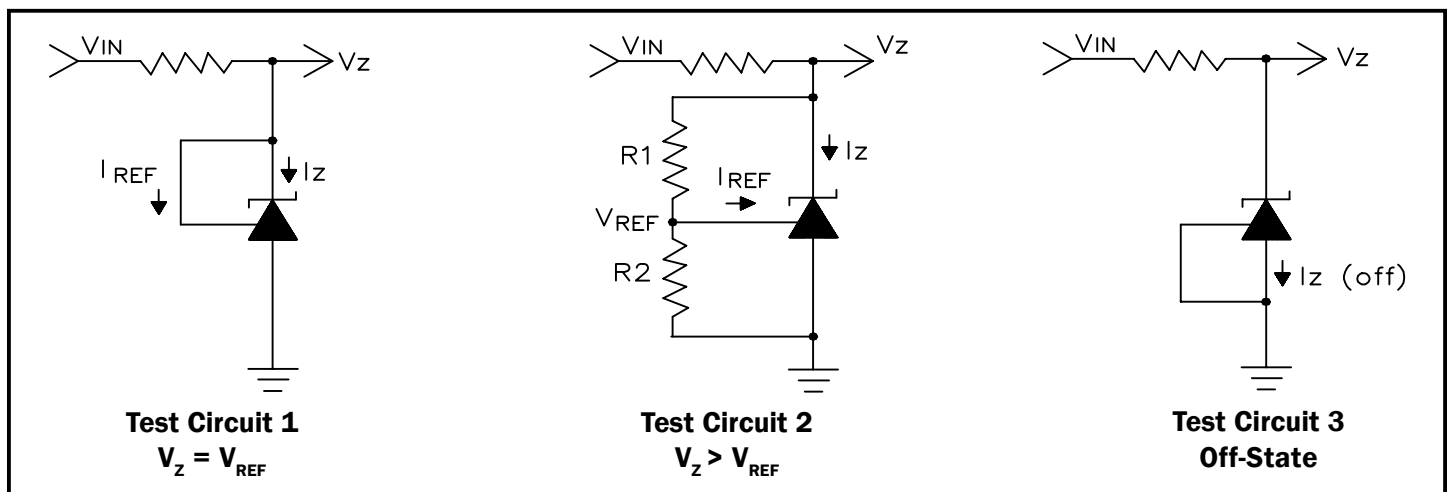 VIN
VZ
IREF
IZ
Test Circuit 1
VZ = VREF
VIN
VZ
R1
IZ
IREF
VREF
R2
Test Circuit 2
VZ > VREF
VIN
VZ
IZ (off)
Test Circuit 3
Off-State